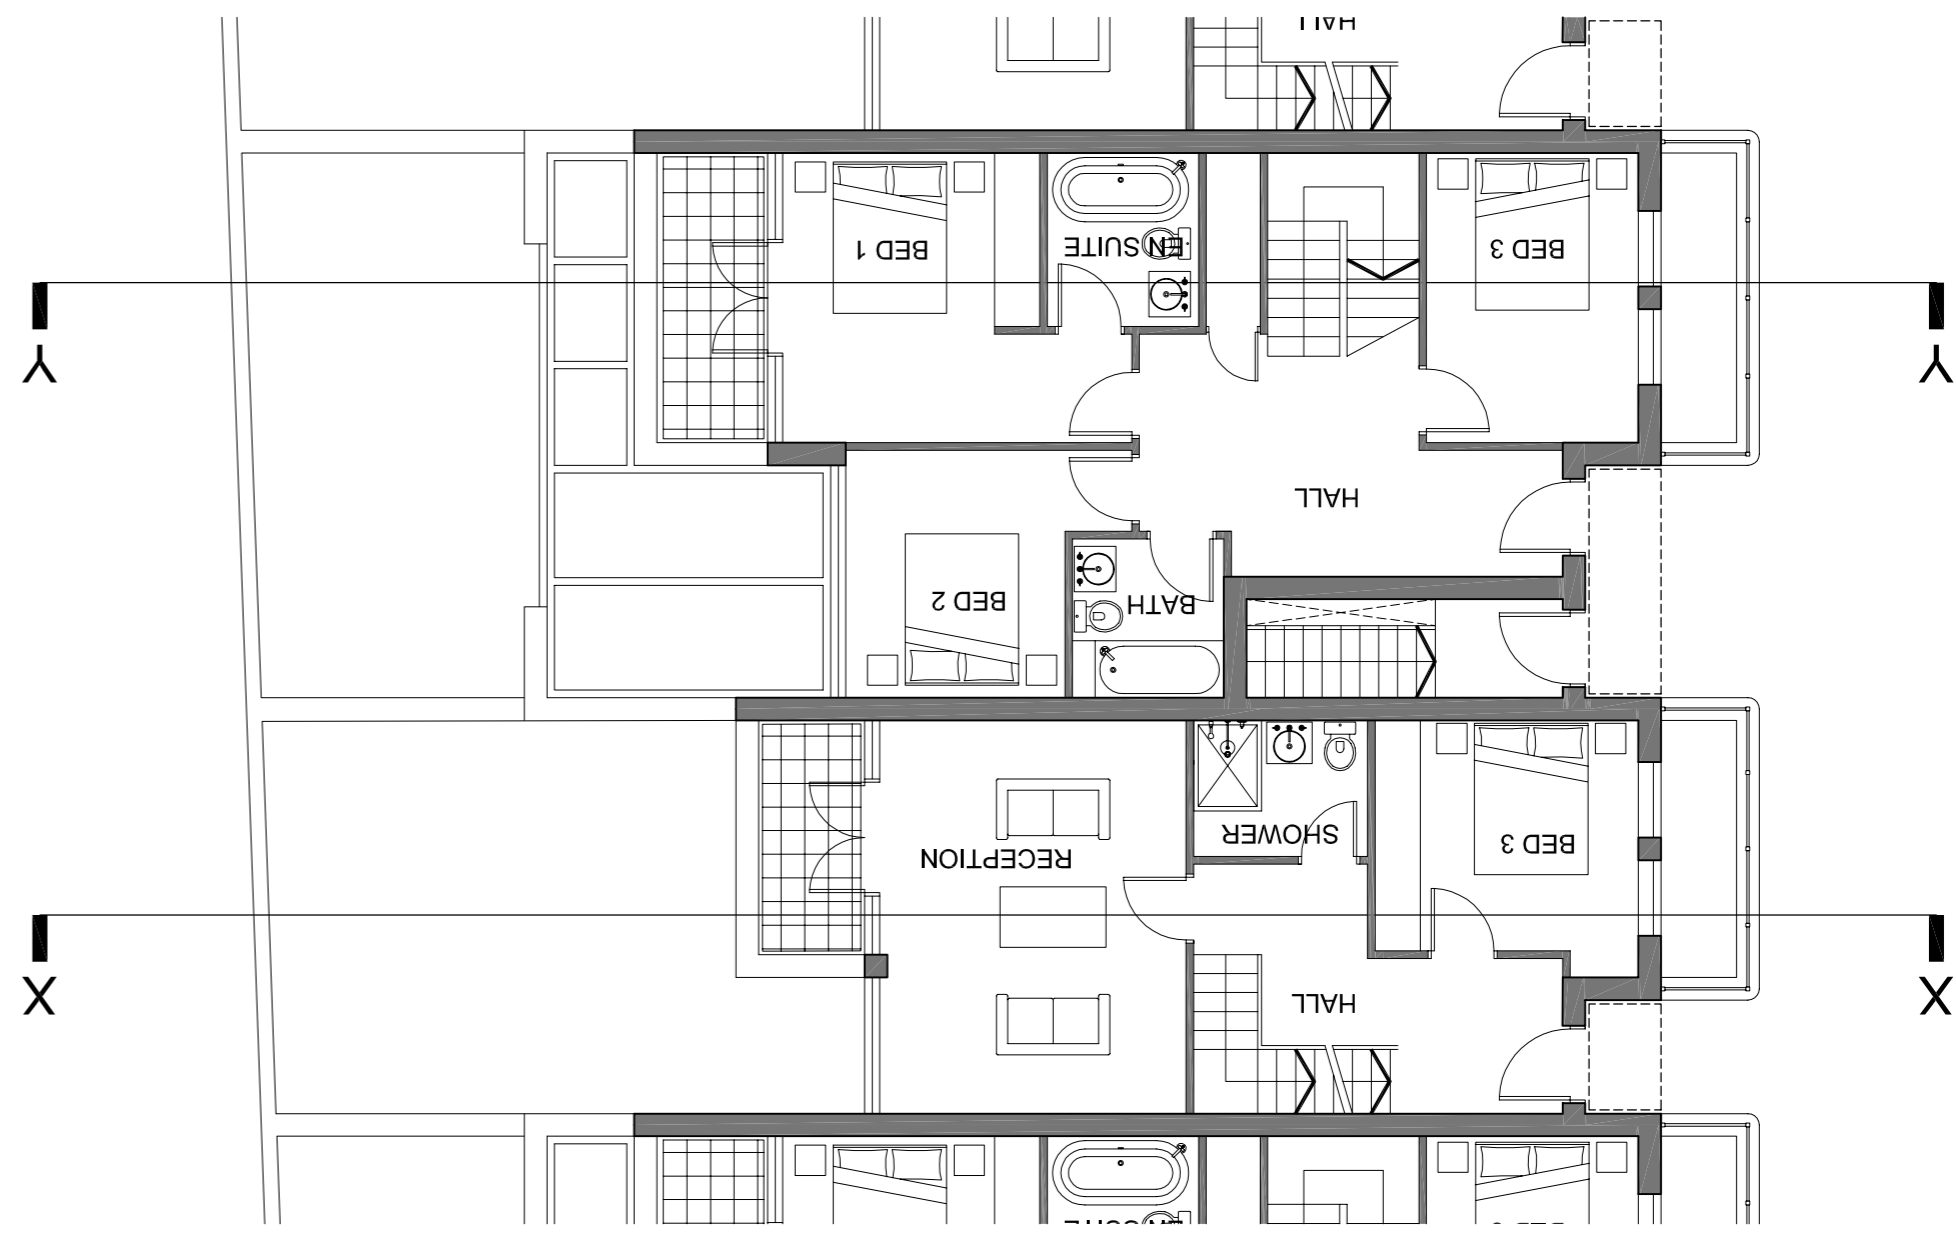 HALL
BED 1
EN SUITE
BED 3
Y
Y
HALL
BED 2
BATH
SHOWER
BED 3
RECEPTION
X
X
HALL